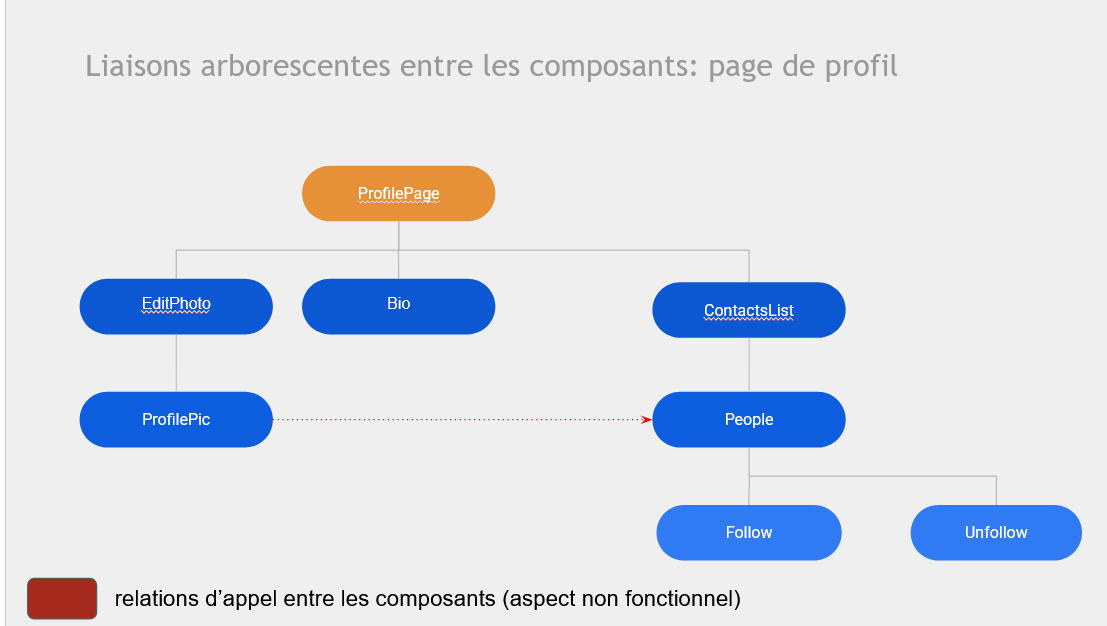 Liaisons arborescentes entre les composants: page de profil
ProfilePage
EditPhoto
Bio
ContactsList
ProfilePic
People
Follow
Unfollow
relations d’appel entre les composants (aspect non fonctionnel)